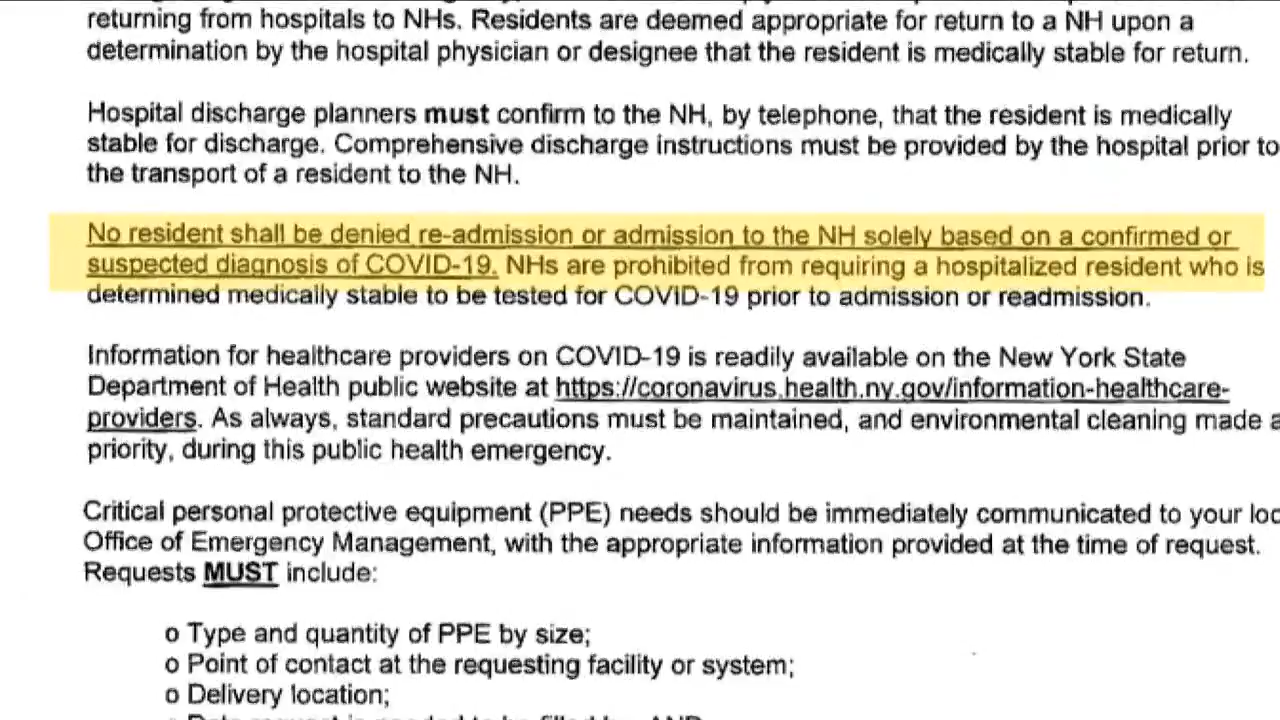 returning from hospitals to NHs. Residents are deemed appropriate for return to a NH upon a
determination by the hospital physician or designee that the resident is medically stable for return.
Hospital discharge planners must confirm to the NH, by telephone, that the resident is medically
stable for discharge. Comprehensive discharge instructions must be provided by the hospital prior to
the transport of a resident to the NH.
No resident shall be denied re-admission or admission to the NH solely based on a confirmed or
suspected diagnosis of COVID-19. NHs are prohibited from requiring a hospitalized resident who is
determined medically stable to be tested for COVID-19 prior to admission or readmission.
Information for healthcare providers on COVID-19 is readily available on the New York State
Department of Health public website at https://coronavirus.health.ny.gov/information-healthcare-
providers. As always, standard precautions must be maintained, and environmental cleaning made a
priority, during this public health emergency.
Critical personal protective equipment (PPE) needs should be immediately communicated to your loc
Office of Emergency Management, with the appropriate information provided at the time of request.
Requests MUST include:
o Type and quantity of PPE by size;
o Point of contact at the requesting facility or system;
o Delivery location;